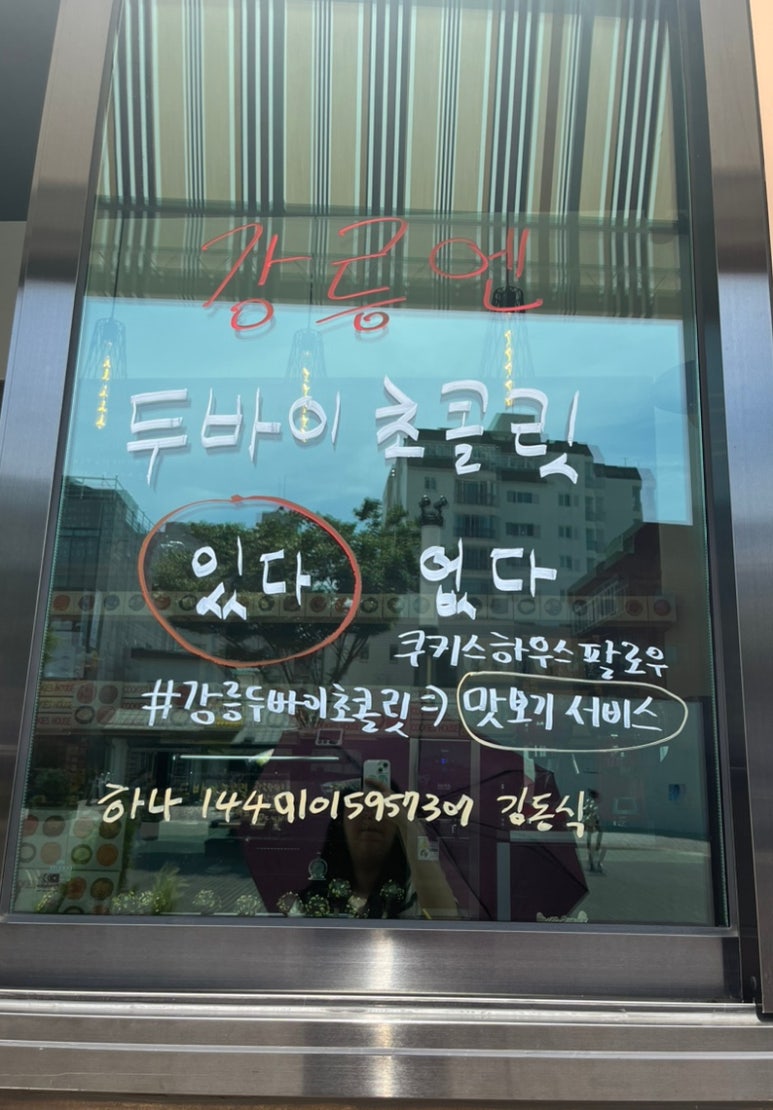 강릉엔
두바이 초콜릿
있다 없다
쿠키스하우스 팔로우
#강릉두바이초콜릿⇒ 맛보기 서비스
하나 14491015957307 김동식